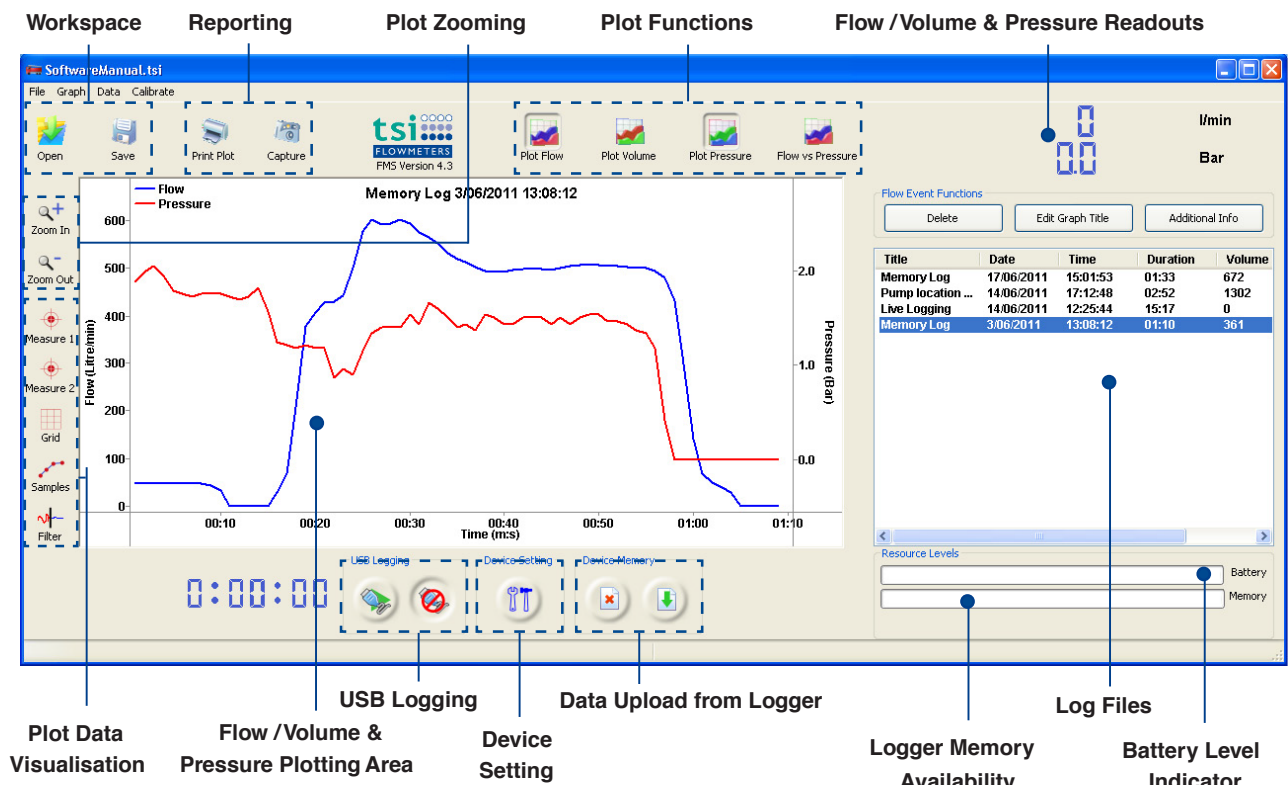 Workspace
Reporting
Plot Zooming
Plot Functions
Flow /Volume & Pressure Readouts
SoftwareManual.tsi
File Graph Data Calibrate
Open
Save
Print Plot
Capture
tsi
FLOWMETERS
FMS Version 4.3
Plot Flow
Plot Volume
Plot Pressure
Flow vs Pressure
0
l/min
0.0
Bar
Zoom In
Zoom Out
Measure 1
Measure 2
Grid
Samples
Filter
Flow
Pressure
Memory Log 3/06/2011 13:08:12
Flow (Litre/min)
600
500
400
300
200
100
0
2.0
1.0
0.0
Pressure (Bar)
00:10 00:20 00:30 00:40 00:50 01:00 01:10
Time (m:s)
Flow Event Functions
Delete
Edit Graph Title
Additional Info
Title Date Time Duration Volume
Memory Log 17/06/2011 15:01:53 01:33 672
Pump location ... 14/06/2011 17:12:48 02:52 1302
Live Logging 14/06/2011 12:25:44 15:17 0
Memory Log 3/06/2011 13:08:12 01:10 361
0:00:00
USB Logging
Device Setting
Device Memory
Resource Levels
Battery
Memory
Plot Data
Visualisation
Flow /Volume &
Pressure Plotting Area
USB Logging
Device
Setting
Data Upload from Logger
Logger Memory
Availability
Log Files
Battery Level
Indicator